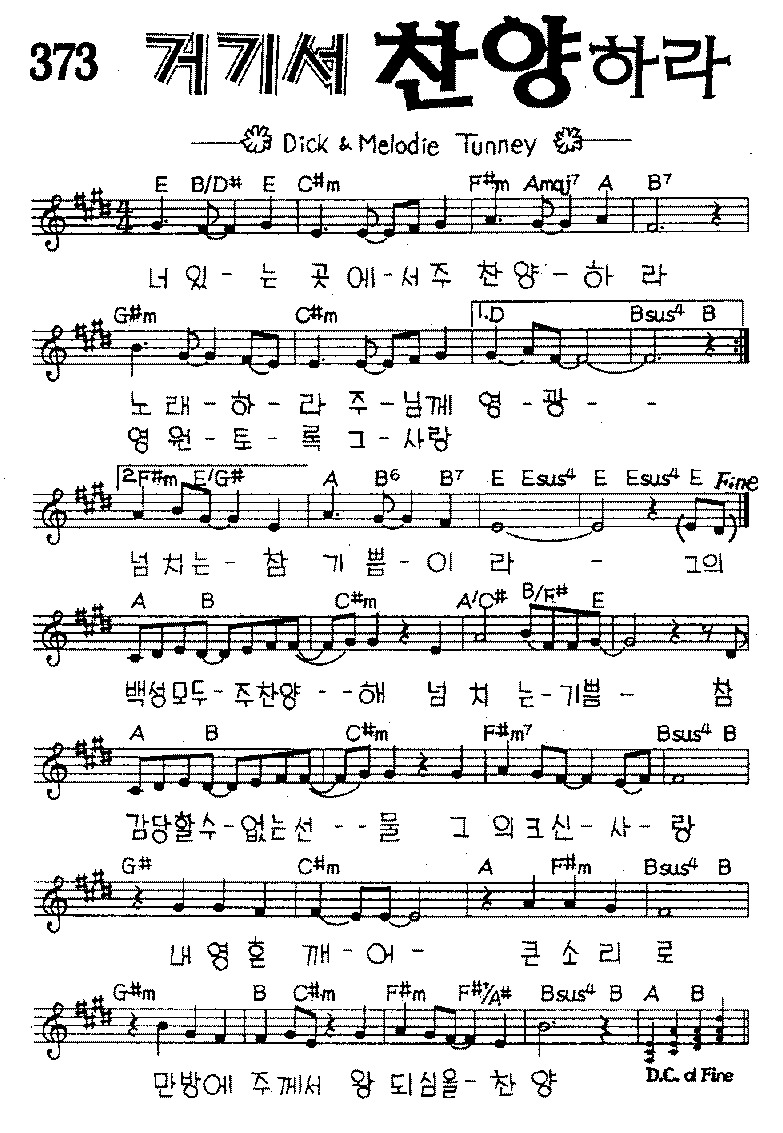 373 거기서 찬양하라
Dick & Melodie Tunney
E B/D# E C#m F#m Amaj7 A B7
너 있 - 는 곳 에 - 서 주 찬 양 - 하 라
G#m C#m 1.D Bsus4 B
노 래 - 하 - 라 주 - 님께 영 - 광 - -
영 원 - 토 - 록 그 - 사랑
2.F#m E/G# A B6 B7 E Esus4 E Esus4 E Fine
넘 치는 - 참 기 쁨 - 이 라 - 그의
A B C#m A/C# B/F# E
백성모두 - 주찬양 - - 해 넘 치 는 - 기쁨 - 참
A B C#m F#m7 Bsus4 B
감당할수 - 없는선 - - 물 그 의크신 - 사 - 랑
G# C#m A F#m Bsus4 B
내 영 혼 깨 - 어 - 큰 소 리 로
G#m B C#m F#m F#/A# Bsus4 B A B
만방에 주께서 왕 되심을 - 찬 양
D.C. al Fine